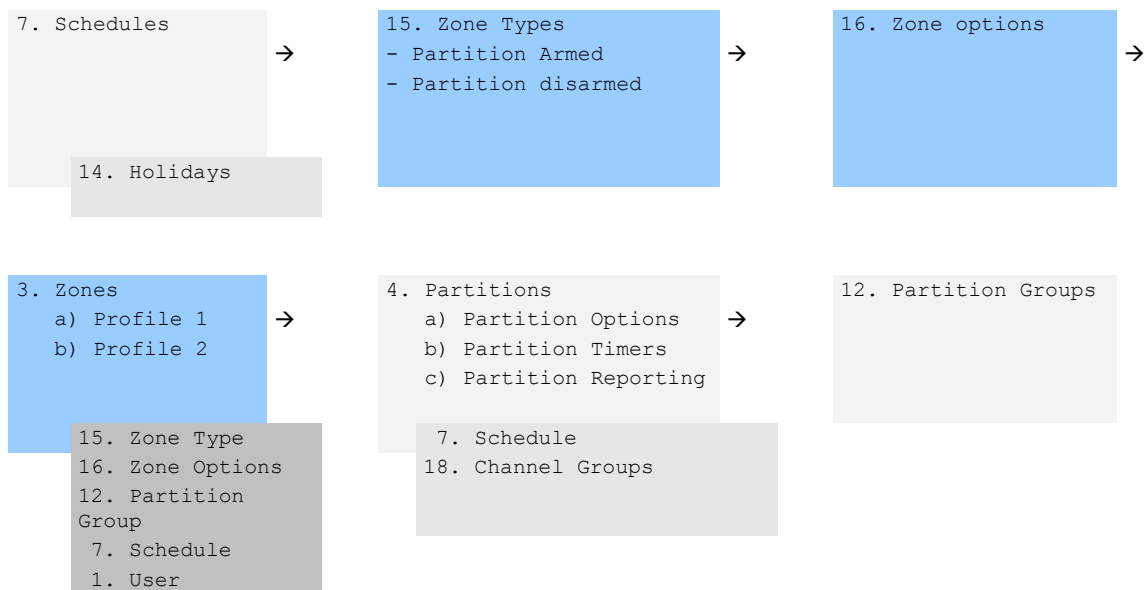 7. Schedules
→
14. Holidays
15. Zone Types
- Partition Armed
→
- Partition disarmed
16. Zone options
→
3. Zones
a) Profile 1
→
b) Profile 2
15. Zone Type
16. Zone Options
12. Partition
Group
7. Schedule
1. User
4. Partitions
a) Partition Options
→
b) Partition Timers
c) Partition Reporting
7. Schedule
18. Channel Groups
12. Partition Groups